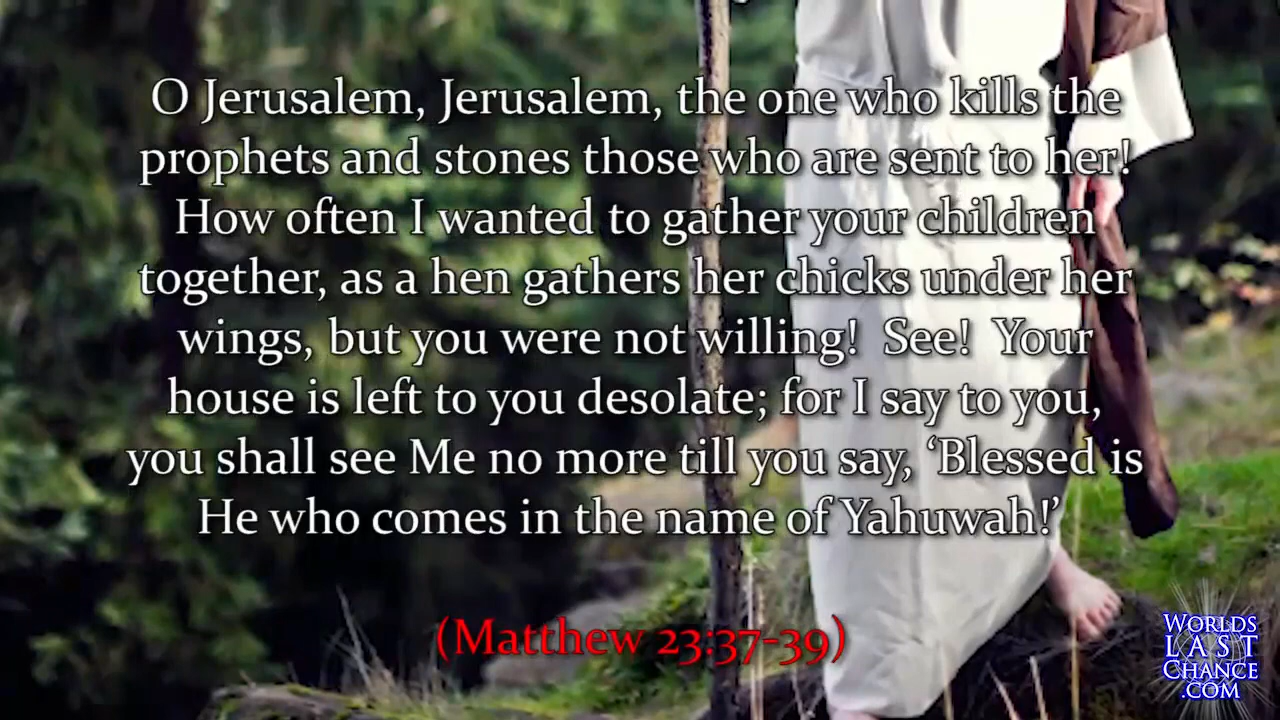 O Jerusalem, Jerusalem, the one who kills the
prophets and stones those who are sent to her!
How often I wanted to gather your children
together, as a hen gathers her chicks under her
wings, but you were not willing!  See!  Your
house is left to you desolate; for I say to you,
you shall see Me no more till you say, ‘Blessed is
He who comes in the name of Yahuwah!’
(Matthew 23:37-39)
WORLDS
LAST
CHANCE
.COM